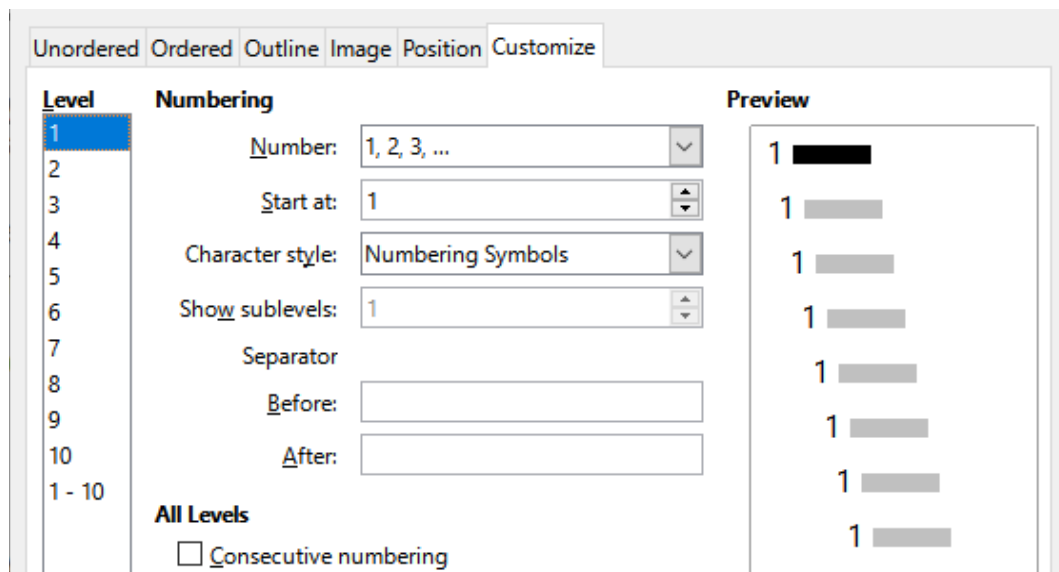 Unordered Ordered Outline Image Position Customize
Level
1
2
3
4
5
6
7
8
9
10
1 - 10
Numbering
Number: 1, 2, 3, ...
Start at: 1
Character style: Numbering Symbols
Show sublevels: 1
Separator
Before:
After:
All Levels
Consecutive numbering
Preview
1
1
1
1
1
1
1
1